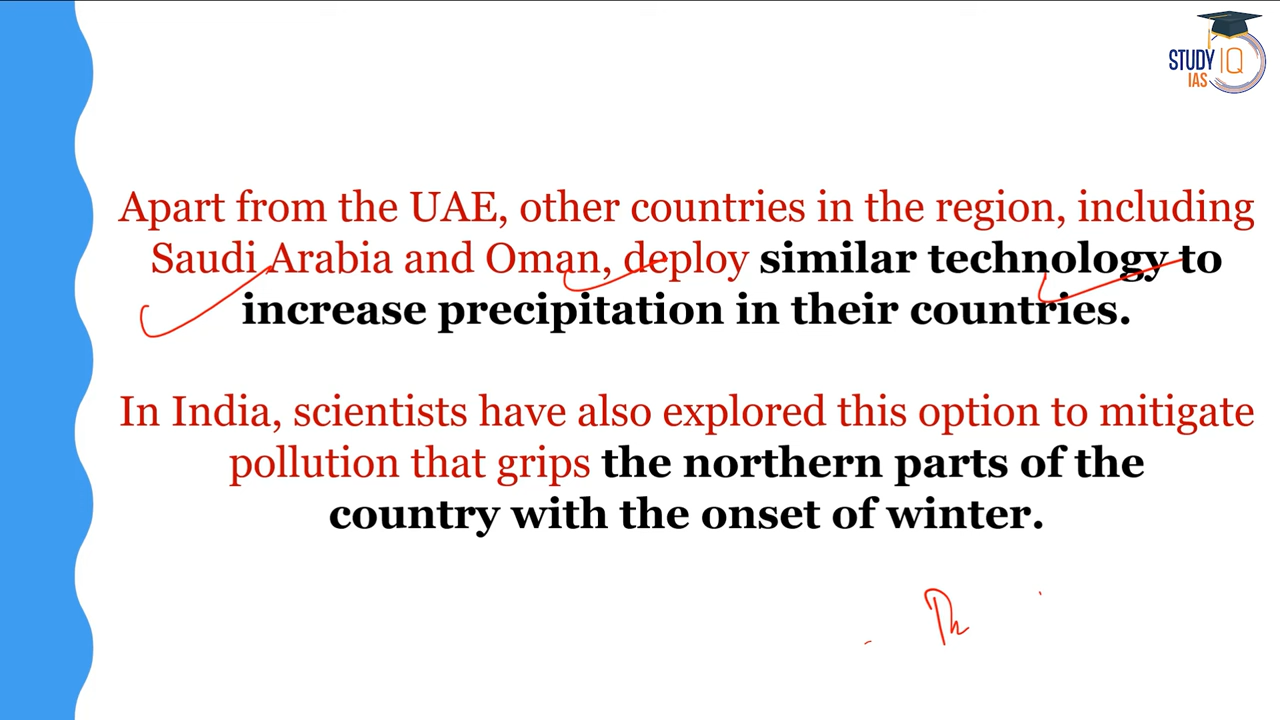 STUDY IQ
IAS
Apart from the UAE, other countries in the region, including
Saudi Arabia and Oman, deploy similar technology to
increase precipitation in their countries.
In India, scientists have also explored this option to mitigate
pollution that grips the northern parts of the
country with the onset of winter.